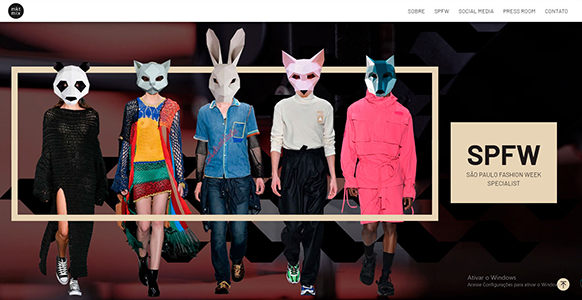 mkt
mix
SOBRE SPFW SOCIAL MEDIA PRESS ROOM CONTATO
SPFW
SÃO PAULO FASHION WEEK
SPECIALIST
Ativar o Windows
Acesse Configurações para ativar o Windows